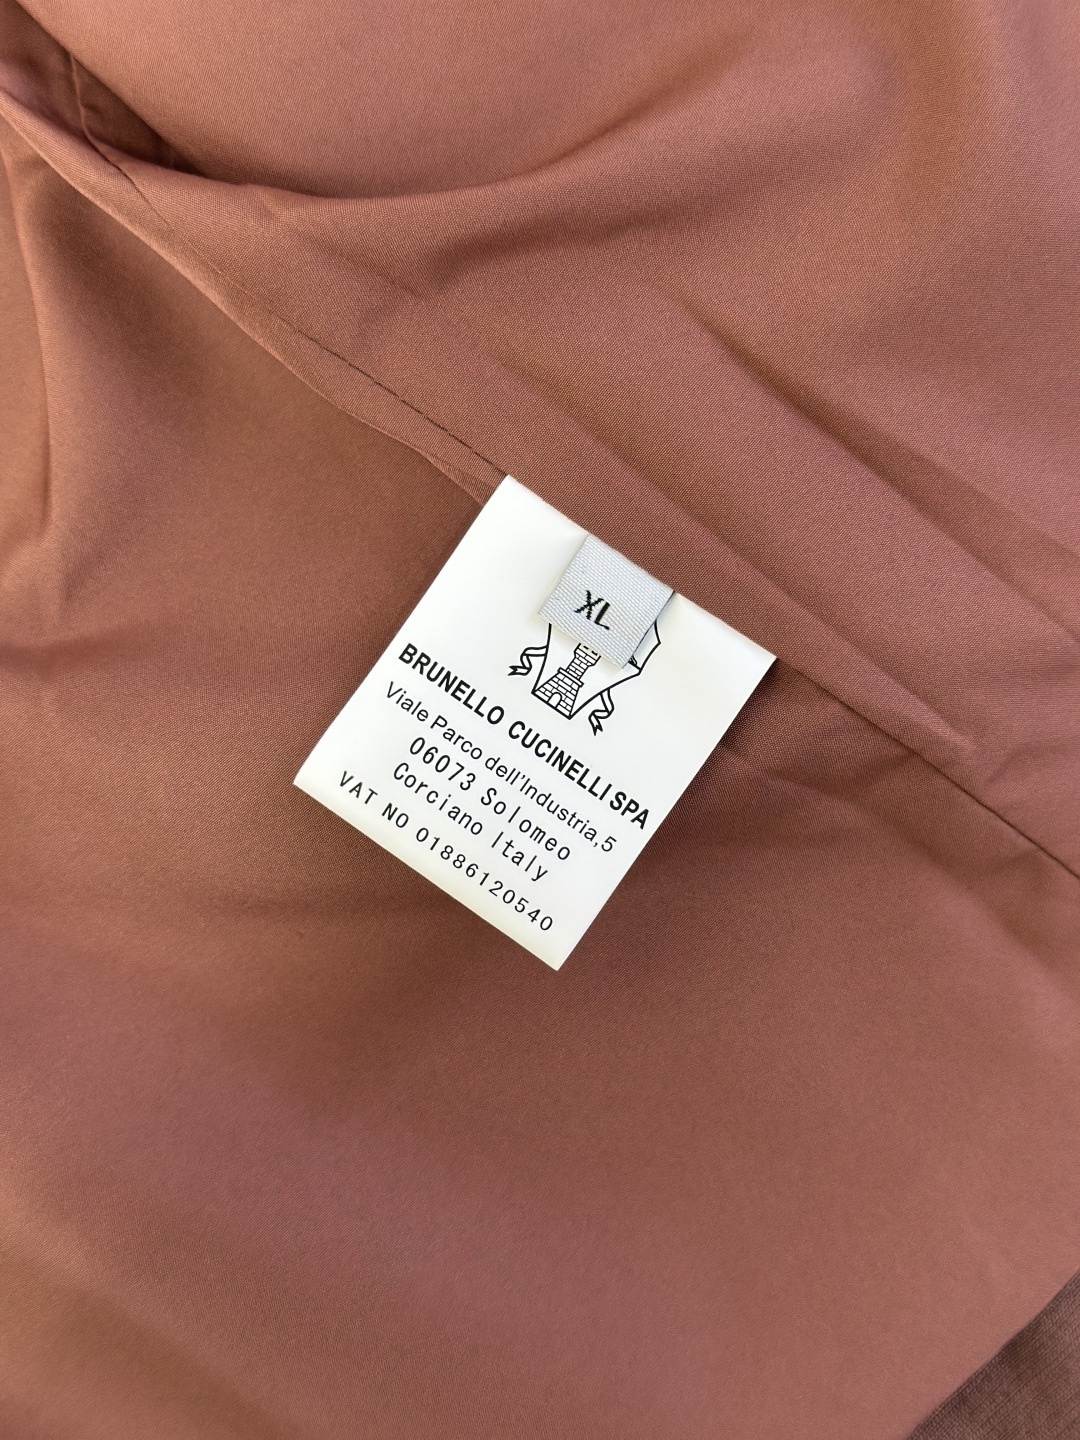 XL
BRUNELLO CUCINELLI SPA
Viale Parco dell'Industria,5
06073 Solomeo
Corciano Italy
VAT NO 01886120540